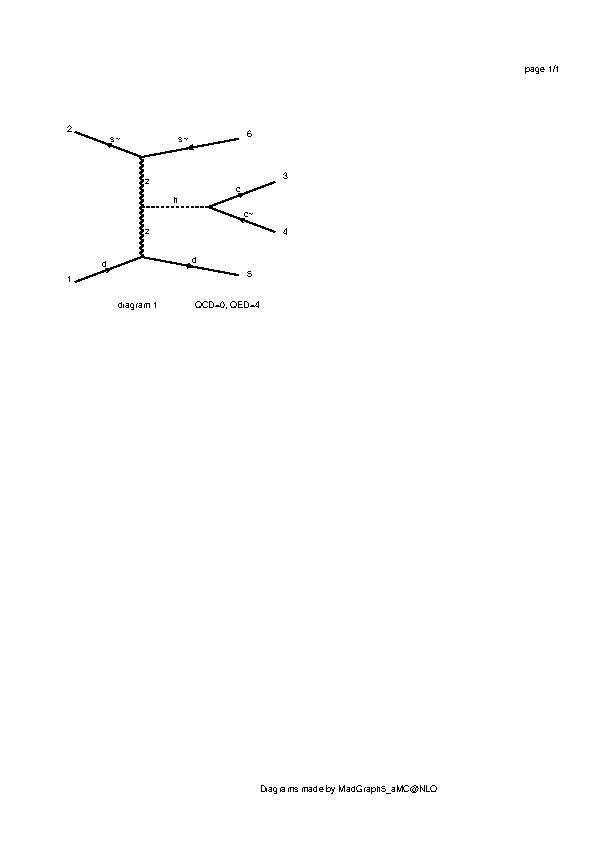 page 1/1
2
s~
s~
6
z
h
c
3
c~
4
z
d
d
1
5
diagram 1 QCD=0, QED=4
Diagrams made by MadGraph5_aMC@NLO